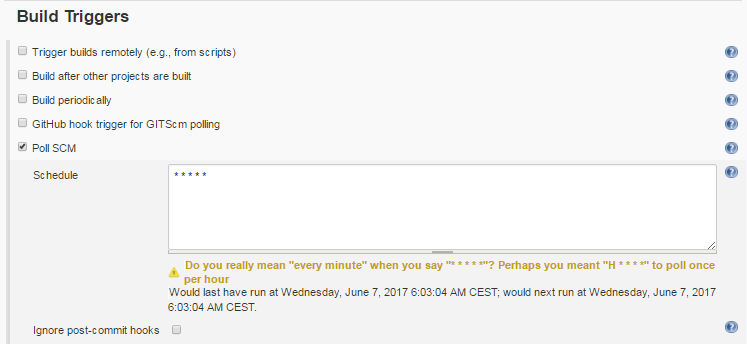 Build Triggers
Trigger builds remotely (e.g., from scripts)
Build after other projects are built
Build periodically
GitHub hook trigger for GITScm polling
Poll SCM
Schedule
* * * * *
Do you really mean "every minute" when you say "* * * * *"? Perhaps you meant "H * * * *" to poll once
per hour
Would last have run at Wednesday, June 7, 2017 6:03:04 AM CEST; would next run at Wednesday, June 7, 2017
6:03:04 AM CEST.
Ignore post-commit hooks